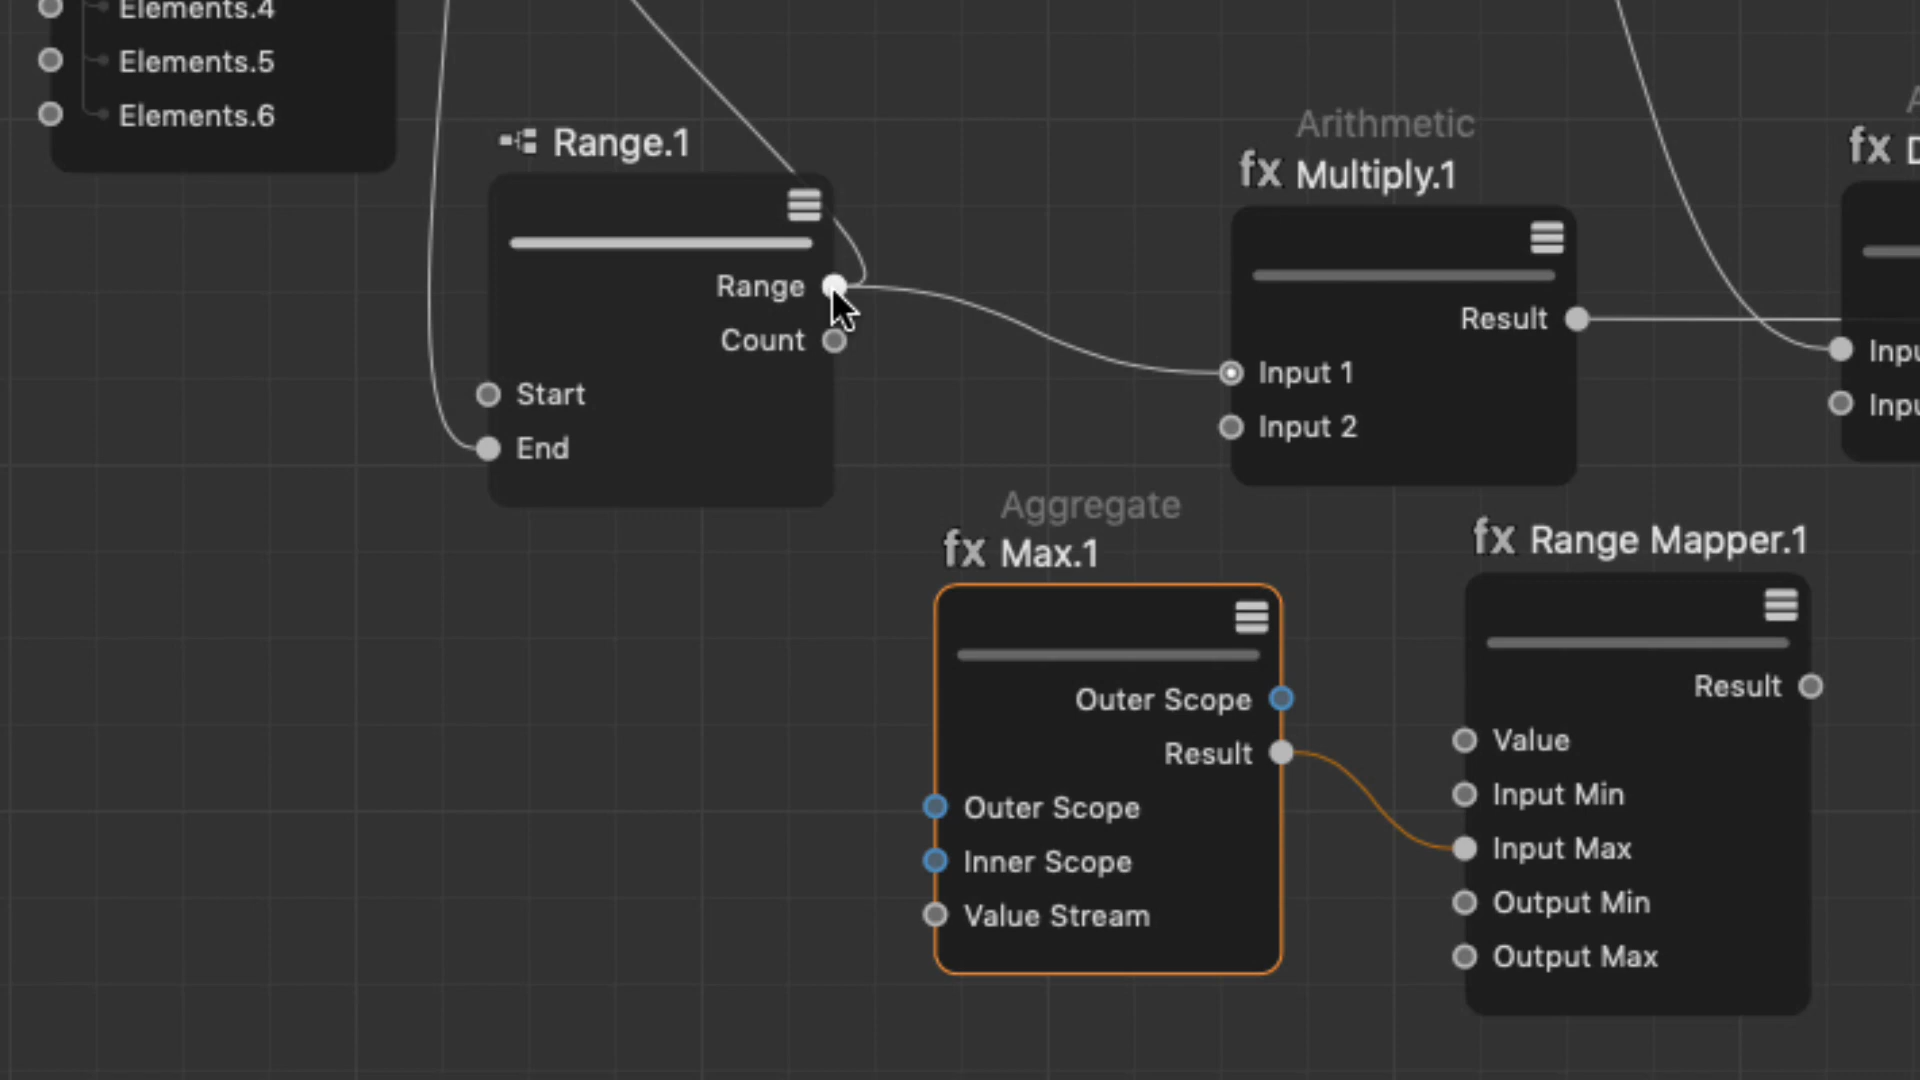 Elements.4
Elements.5
Elements.6
Range.1
Range
Count
Start
End
Arithmetic
fx Multiply.1
Result
Input 1
Input 2
fx
Aggregate
fx Max.1
Outer Scope
Result
Outer Scope
Inner Scope
Value Stream
fx Range Mapper.1
Result
Value
Input Min
Input Max
Output Min
Output Max